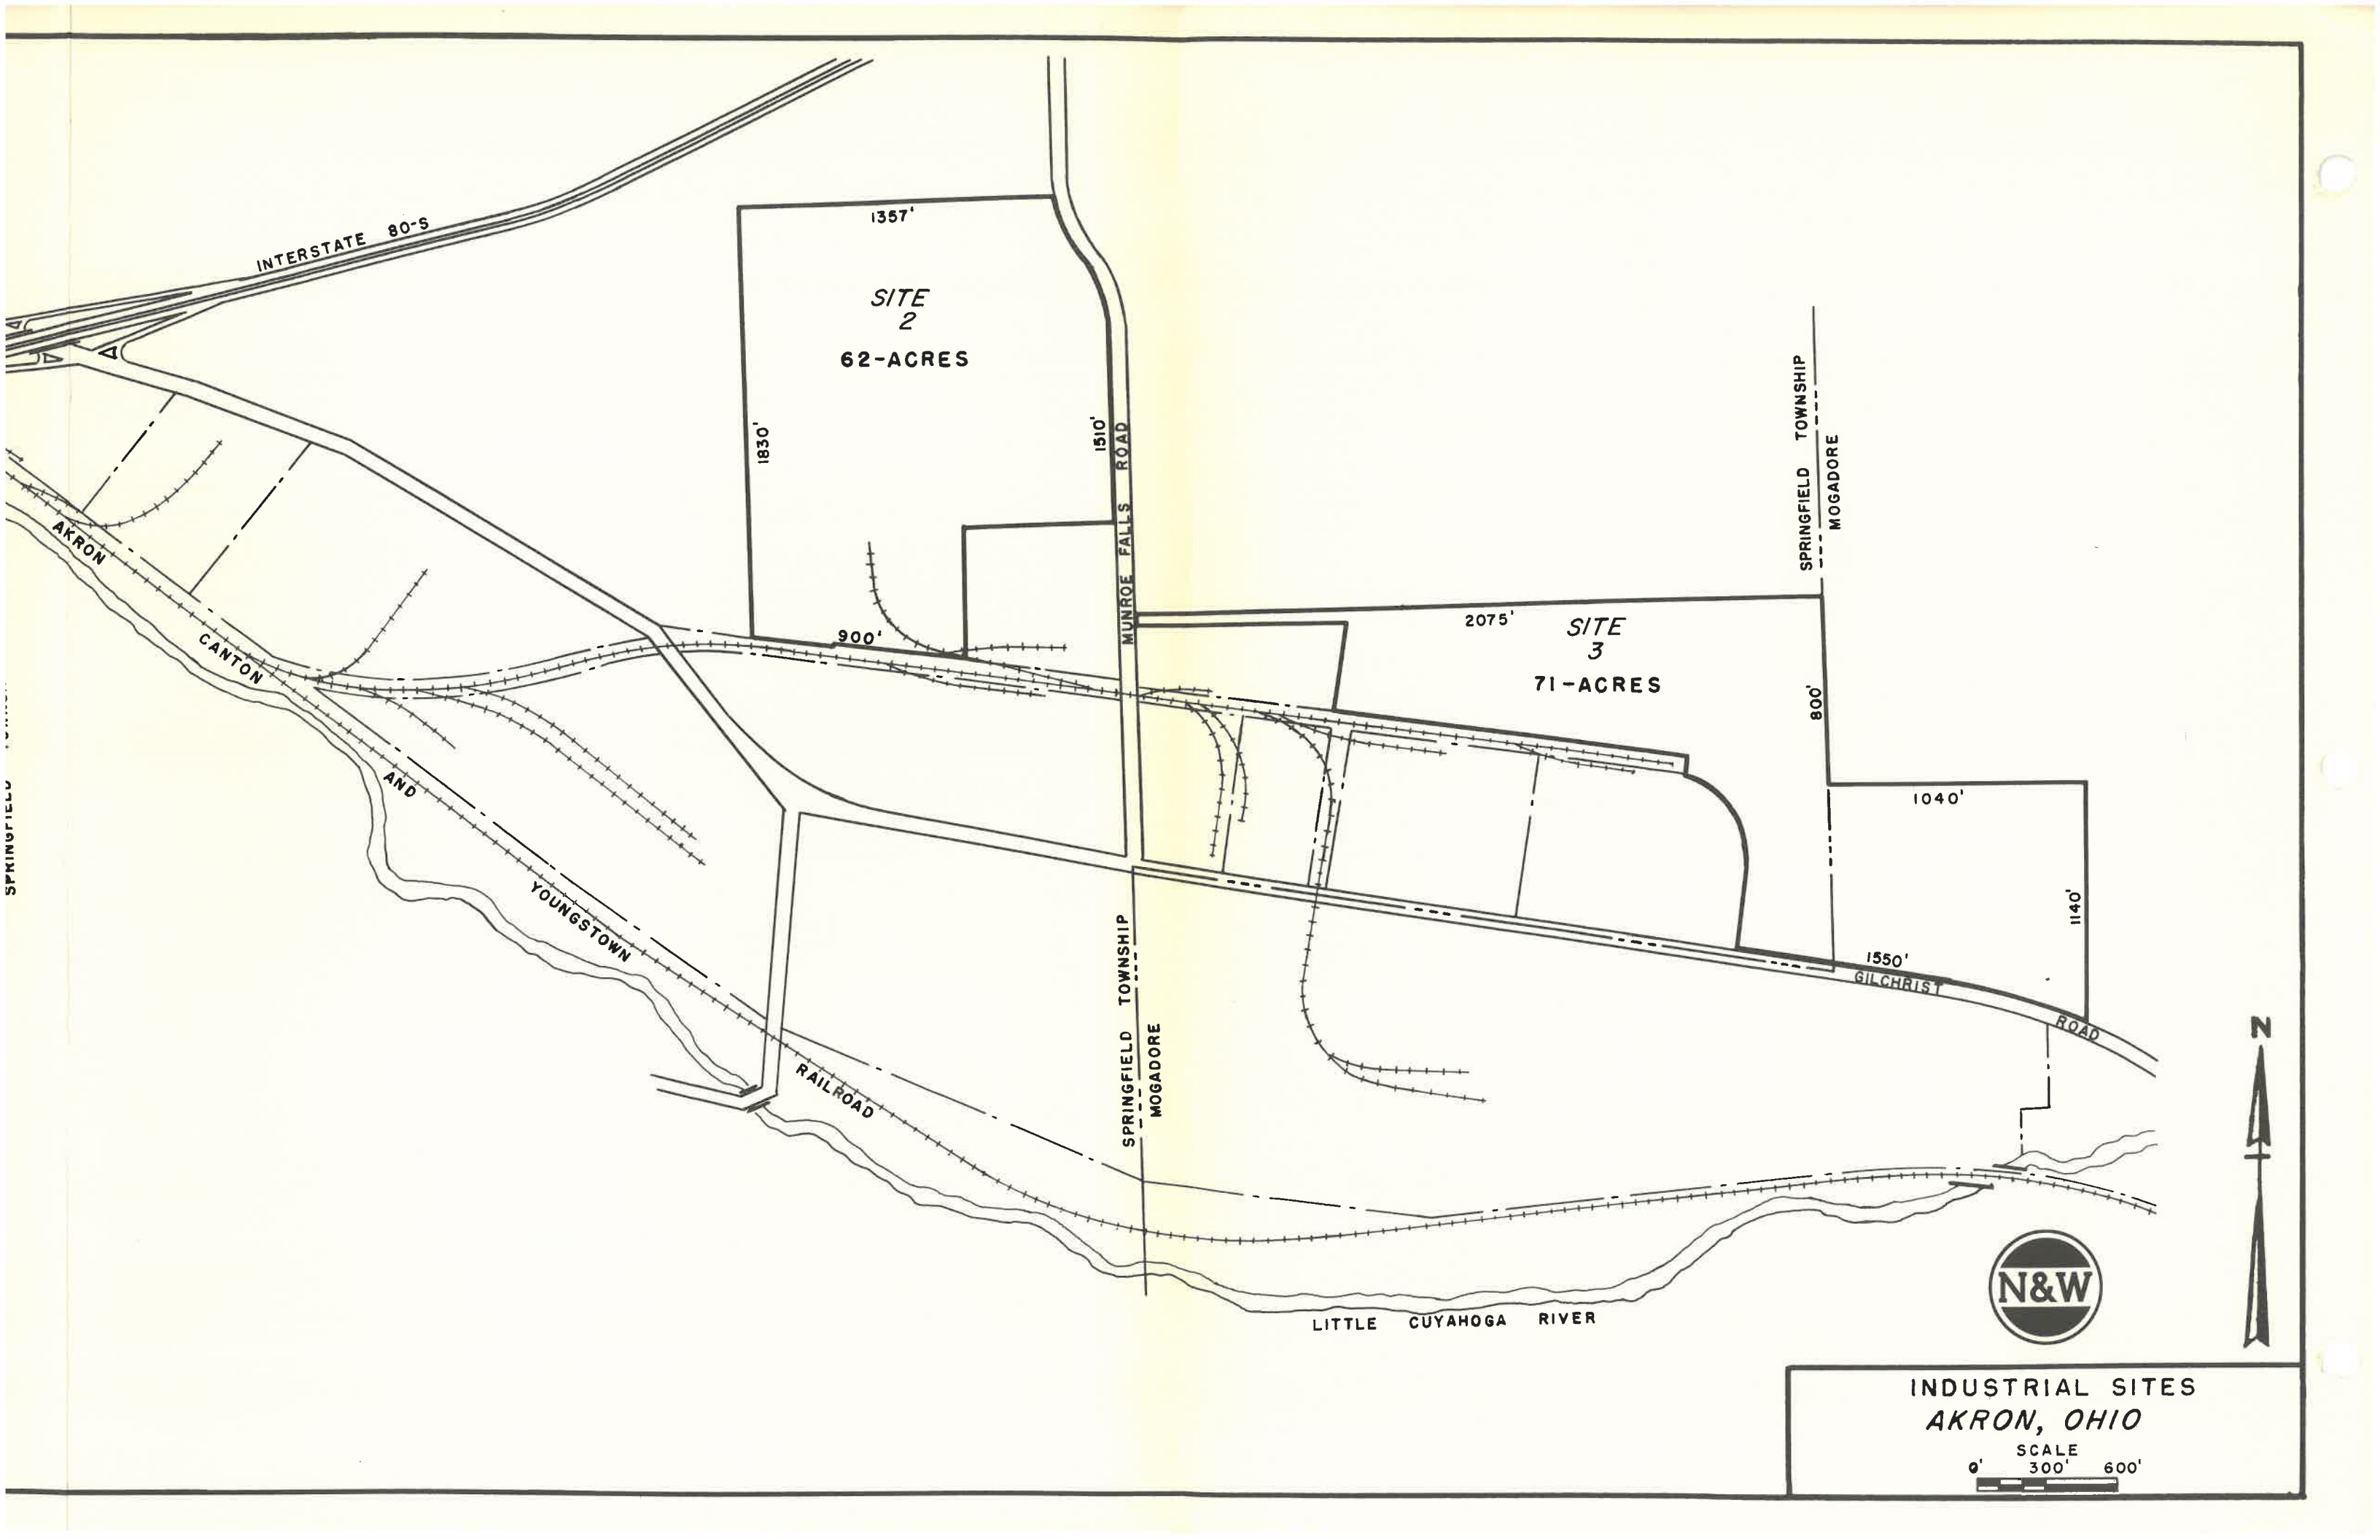 INTERSTATE 80-S
1357'
SITE
2
62-ACRES
1830'
1510'
MUNROE FALLS ROAD
900'
SPRINGFIELD TOWNSHIP
MOGADORE
2075'
SITE
3
71-ACRES
800'
1040'
1140'
1550'
GILCHRIST ROAD
AKRON CANTON AND YOUNGSTOWN RAILROAD
SPRINGFIELD
SPRINGFIELD TOWNSHIP
MOGADORE
LITTLE CUYAHOGA RIVER
N
N&W
INDUSTRIAL SITES
AKRON, OHIO
SCALE
0' 300' 600'